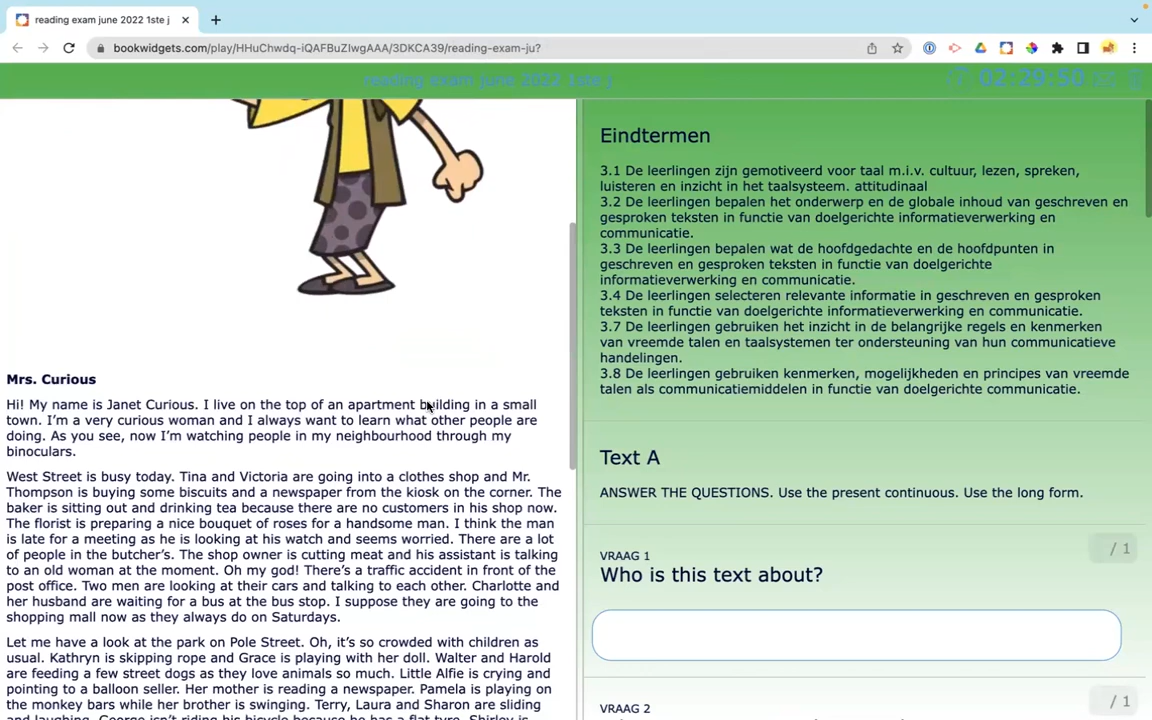 reading exam june 2022 1ste j
bookwidgets.com/play/HHuChwdq-iQAFBuZIwgAAA/3DKCA39/reading-exam-ju?
reading exam june 2022 1ste j
02:29:50
Mrs. Curious
Hi! My name is Janet Curious. I live on the top of an apartment building in a small
town. I’m a very curious woman and I always want to learn what other people are
doing. As you see, now I’m watching people in my neighbourhood through my
binoculars.
West Street is busy today. Tina and Victoria are going into a clothes shop and Mr.
Thompson is buying some biscuits and a newspaper from the kiosk on the corner. The
baker is sitting out and drinking tea because there are no customers in his shop now.
The florist is preparing a nice bouquet of roses for a handsome man. I think the man
is late for a meeting as he is looking at his watch and seems worried. There are a lot
of people in the butcher’s. The shop owner is cutting meat and his assistant is talking
to an old woman at the moment. Oh my god! There’s a traffic accident in front of the
post office. Two men are looking at their cars and talking to each other. Charlotte and
her husband are waiting for a bus at the bus stop. I suppose they are going to the
shopping mall now as they always do on Saturdays.
Let me have a look at the park on Pole Street. Oh, it’s so crowded with children as
usual. Kathryn is skipping rope and Grace is playing with her doll. Walter and Harold
are feeding a few street dogs as they love animals so much. Little Alfie is crying and
pointing to a balloon seller. Her mother is reading a newspaper. Pamela is playing on
the monkey bars while her brother is swinging. Terry, Laura and Sharon are sliding
and laughing. George isn’t riding his bicycle because he has a flat tyre. Shirley is
Eindtermen
3.1 De leerlingen zijn gemotiveerd voor taal m.i.v. cultuur, lezen, spreken,
luisteren en inzicht in het taalsysteem. attitudinaal
3.2 De leerlingen bepalen het onderwerp en de globale inhoud van geschreven en
gesproken teksten in functie van doelgerichte informatieverwerking en
communicatie.
3.3 De leerlingen bepalen wat de hoofdgedachte en de hoofdpunten in
geschreven en gesproken teksten in functie van doelgerichte
informatieverwerking en communicatie.
3.4 De leerlingen selecteren relevante informatie in geschreven en gesproken
teksten in functie van doelgerichte informatieverwerking en communicatie.
3.7 De leerlingen gebruiken het inzicht in de belangrijke regels en kenmerken
van vreemde talen en taalsystemen ter ondersteuning van hun communicatieve
handelingen.
3.8 De leerlingen gebruiken kenmerken, mogelijkheden en principes van vreemde
talen als communicatiemiddelen in functie van doelgerichte communicatie.
Text A
ANSWER THE QUESTIONS. Use the present continuous. Use the long form.
VRAAG 1
/ 1
Who is this text about?
VRAAG 2
/ 1